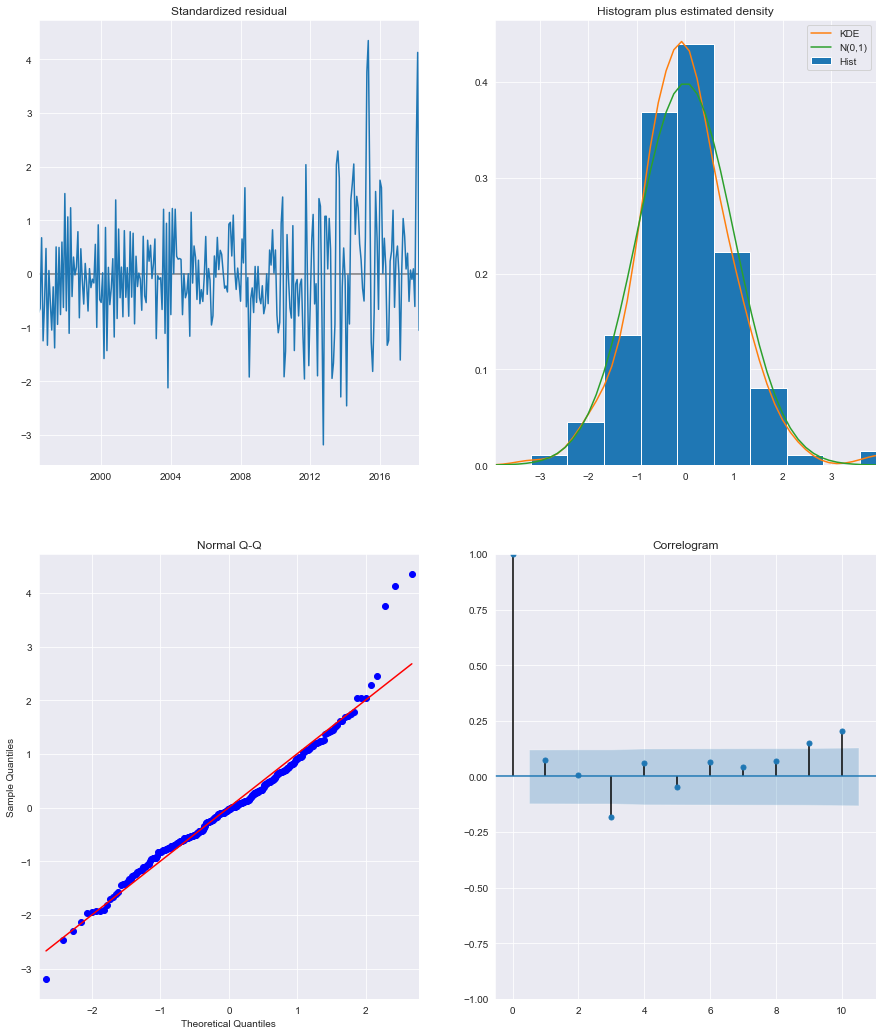 Standardized residual
4
3
2
1
0
−1
−2
−3
2000 2004 2008 2012 2016
Histogram plus estimated density
KDE
N(0,1)
Hist
0.4
0.3
0.2
0.1
0.0
−3 −2 −1 0 1 2 3
Normal Q-Q
Sample Quantiles
4
3
2
1
0
−1
−2
−3
−2 −1 0 1 2
Theoretical Quantiles
Correlogram
1.00
0.75
0.50
0.25
0.00
−0.25
−0.50
−0.75
−1.00
0 2 4 6 8 10